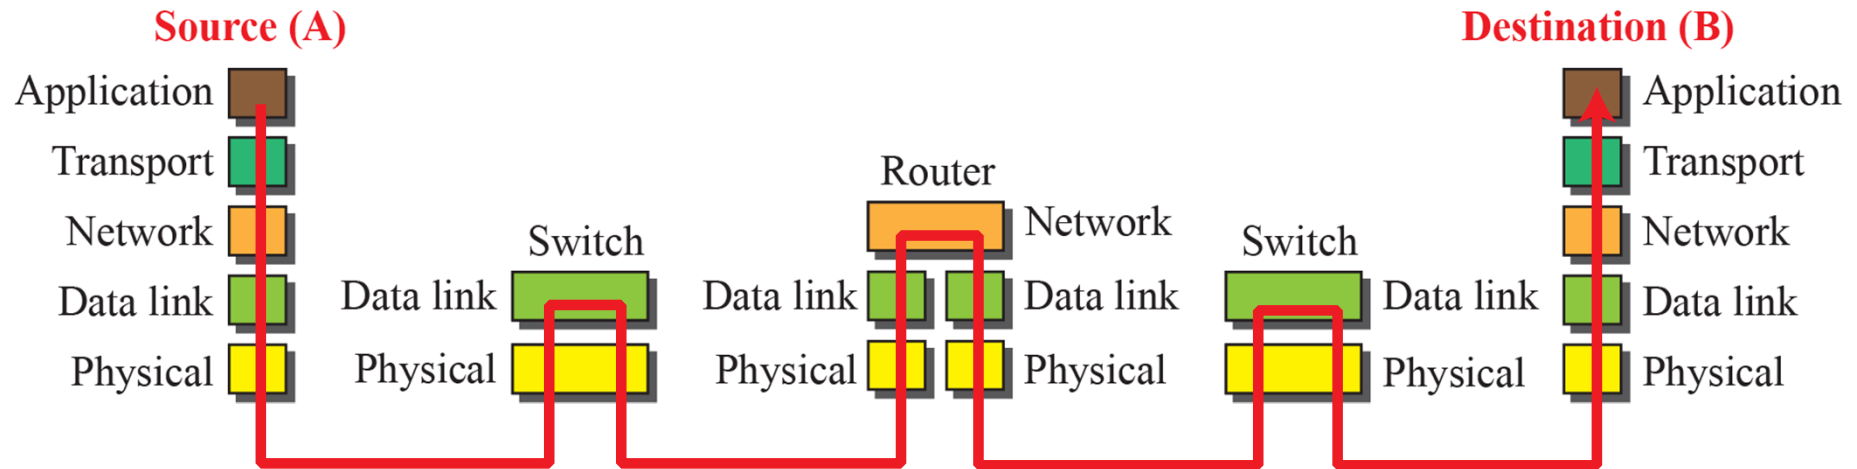 Source (A)
Destination (B)
Application
Transport
Network
Data link
Physical
Switch
Data link
Physical
Router
Network
Data link
Data link
Physical
Physical
Switch
Data link
Physical
Application
Transport
Network
Data link
Physical